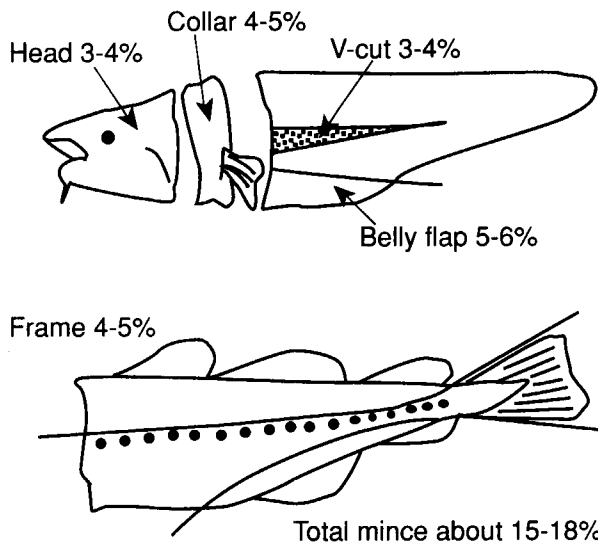 Collar 4-5%
Head 3-4%
V-cut 3-4%
Belly flap 5-6%
Frame 4-5%
Total mince about 15-18%